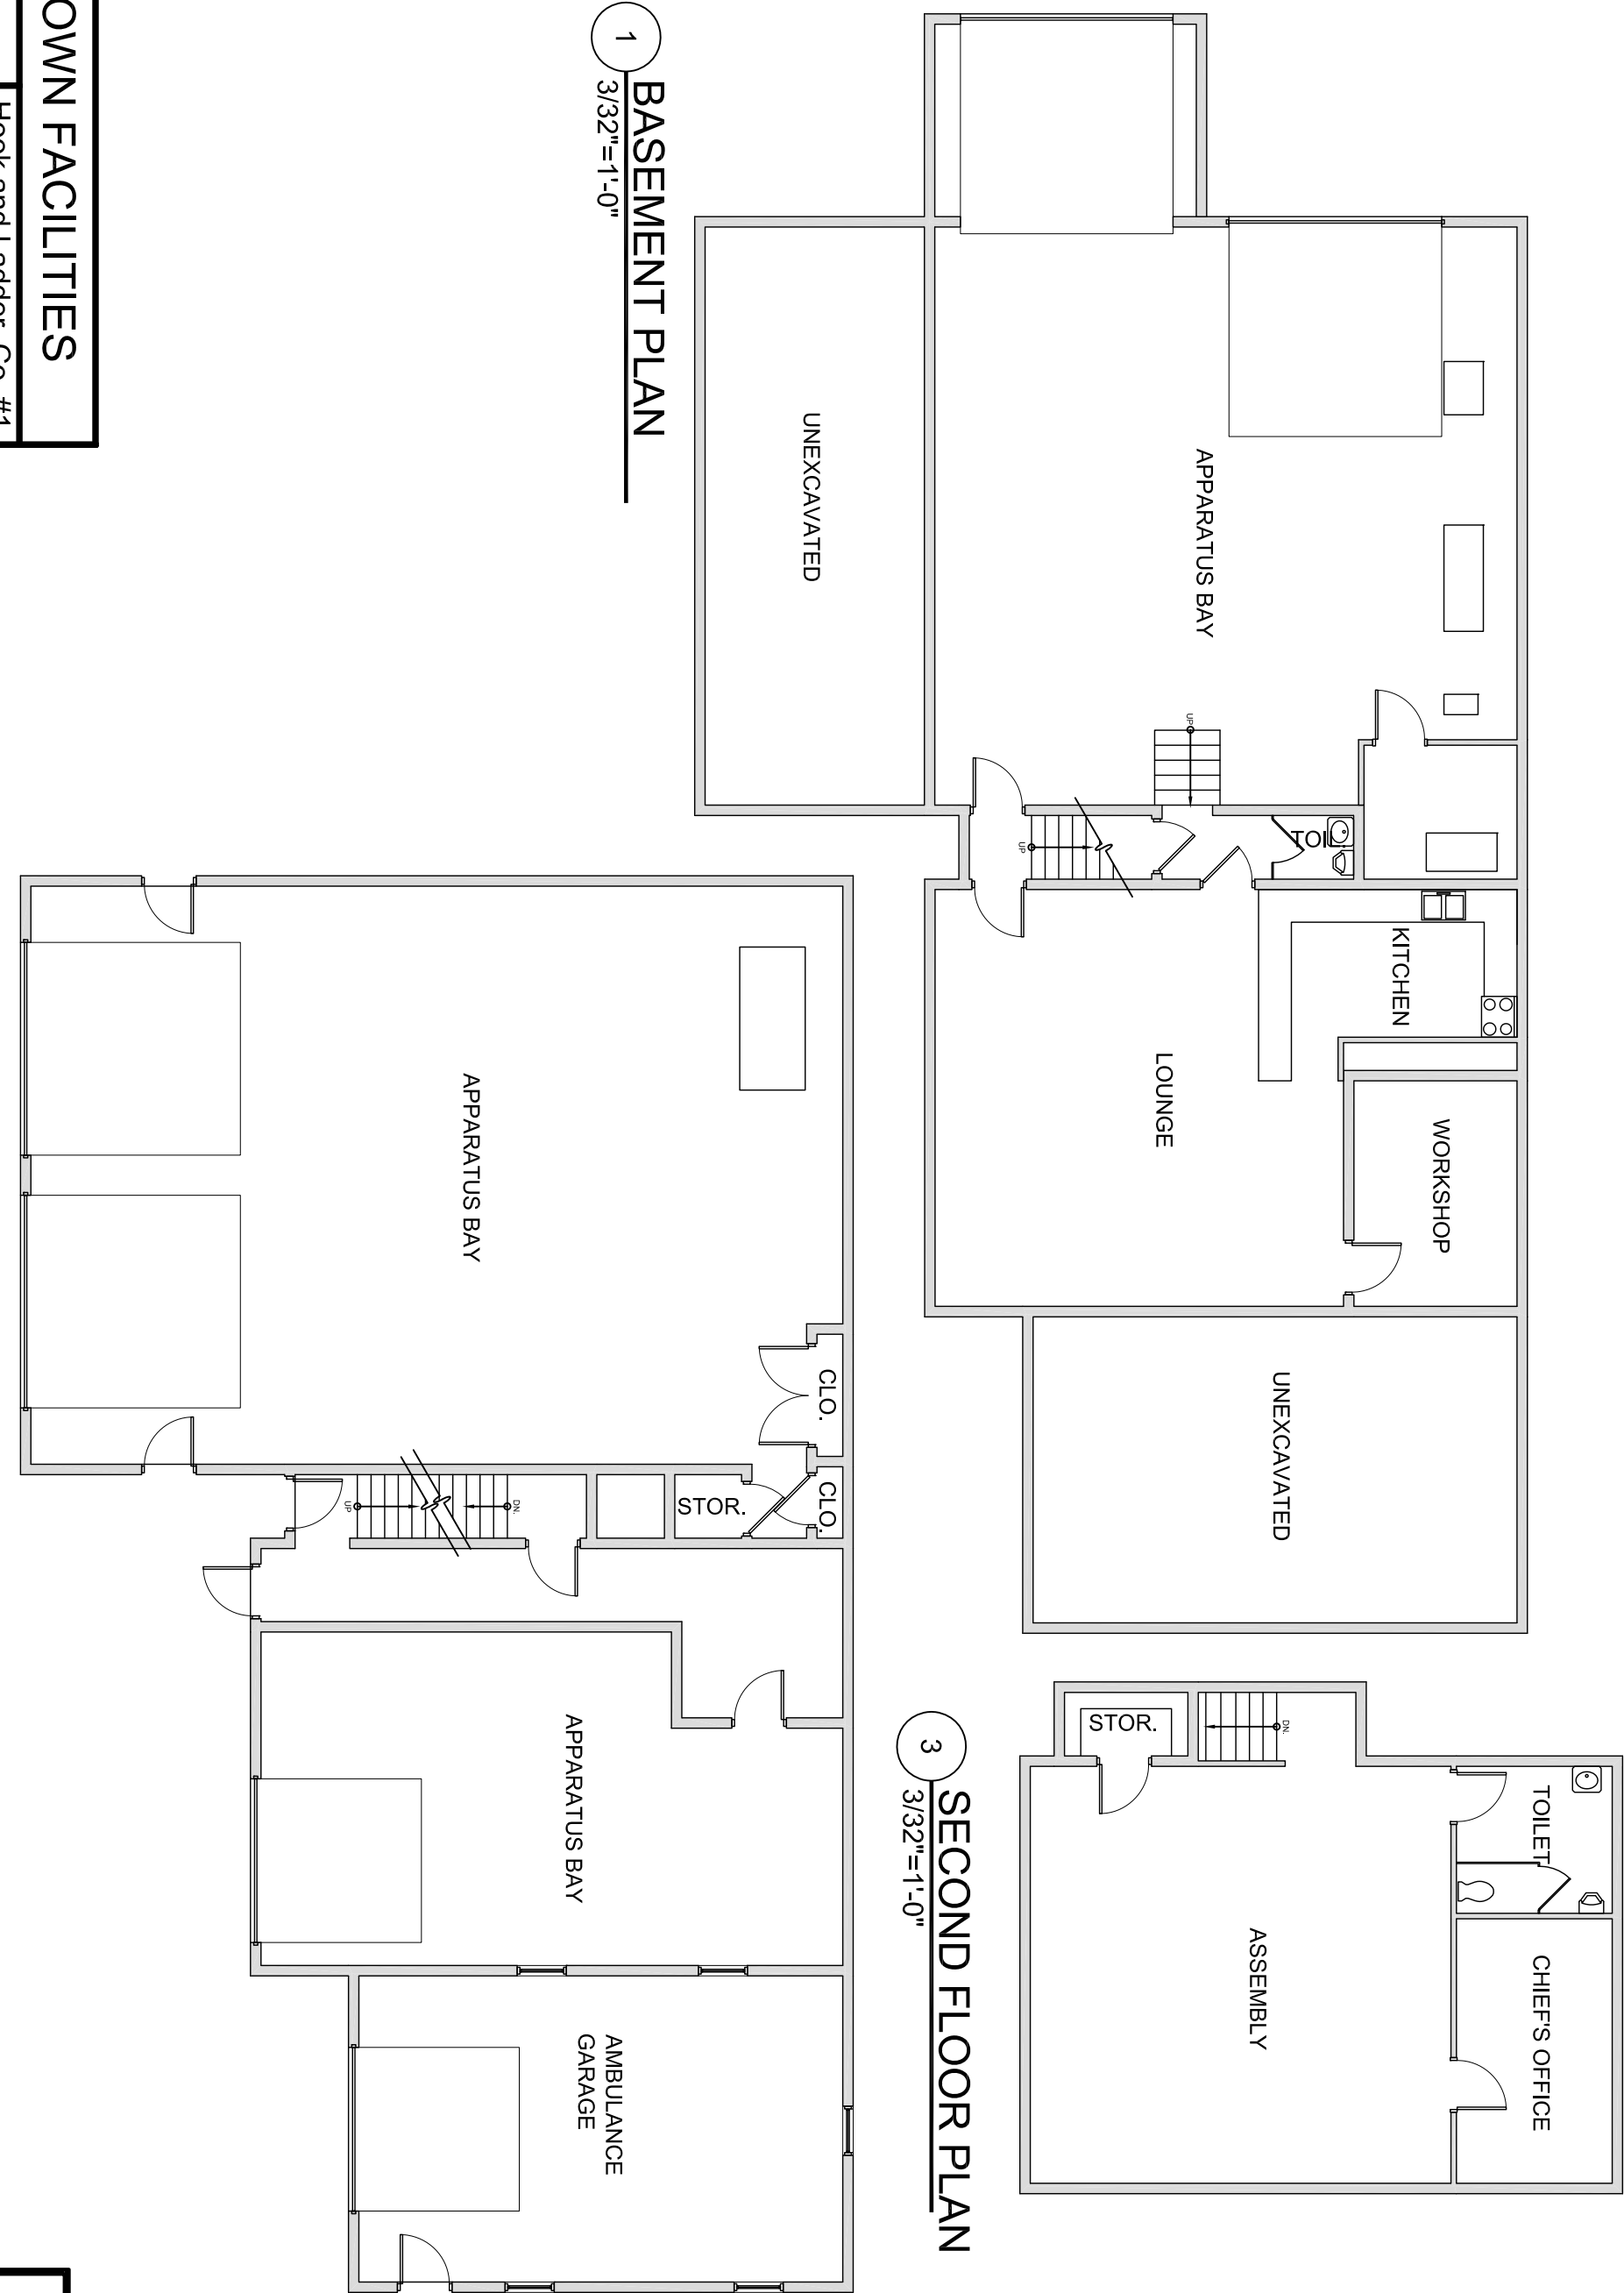 1
BASEMENT PLAN
3/32"=1'-0"
UNEXCAVATED
APPARATUS BAY
UP
UP
TOIL.
KITCHEN
LOUNGE
WORKSHOP
UNEXCAVATED
3
SECOND FLOOR PLAN
3/32"=1'-0"
STOR.
DN.
TOILET
ASSEMBLY
CHIEF'S OFFICE
APPARATUS BAY
CLO.
CLO.
STOR.
UP
DN.
APPARATUS BAY
AMBULANCE
GARAGE
OWN FACILITIES
Hook and Ladder Co. #1